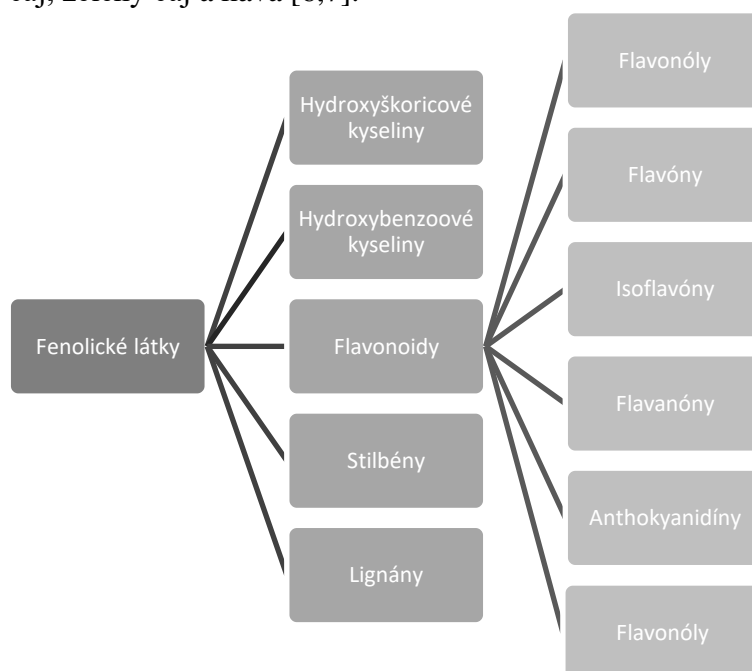 Fenolické látky
Hydroxyškoricové
kyseliny
Hydroxybenzoové
kyseliny
Flavonoidy
Stilbény
Lignány
Flavonóly
Flavóny
Isoflavóny
Flavanóny
Anthokyanidíny
Flavonóly